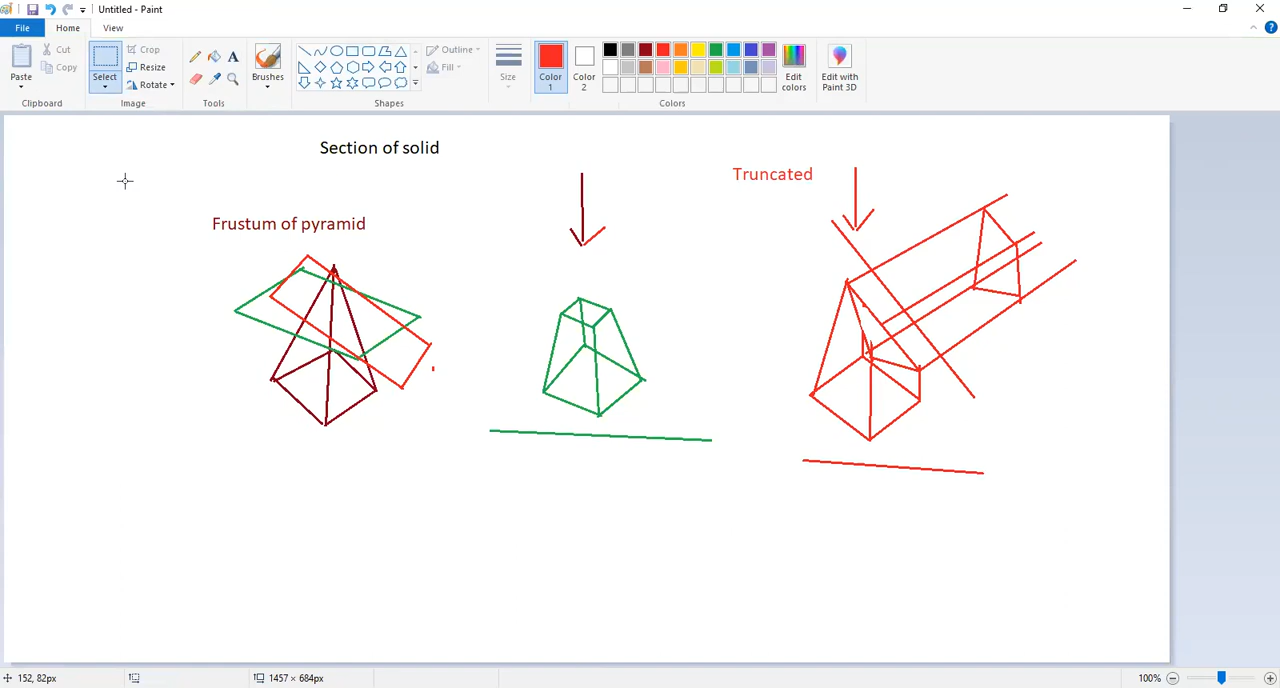 Untitled - Paint
File Home View
Paste Cut Copy
Clipboard
Select Crop Resize Rotate
Image
A
Tools
Brushes
Outline Fill
Shapes
Size
Color 1 Color 2
Edit colors
Colors
Edit with Paint 3D
Section of solid
Truncated
Frustum of pyramid
152, 82px
1457 × 684px
100%